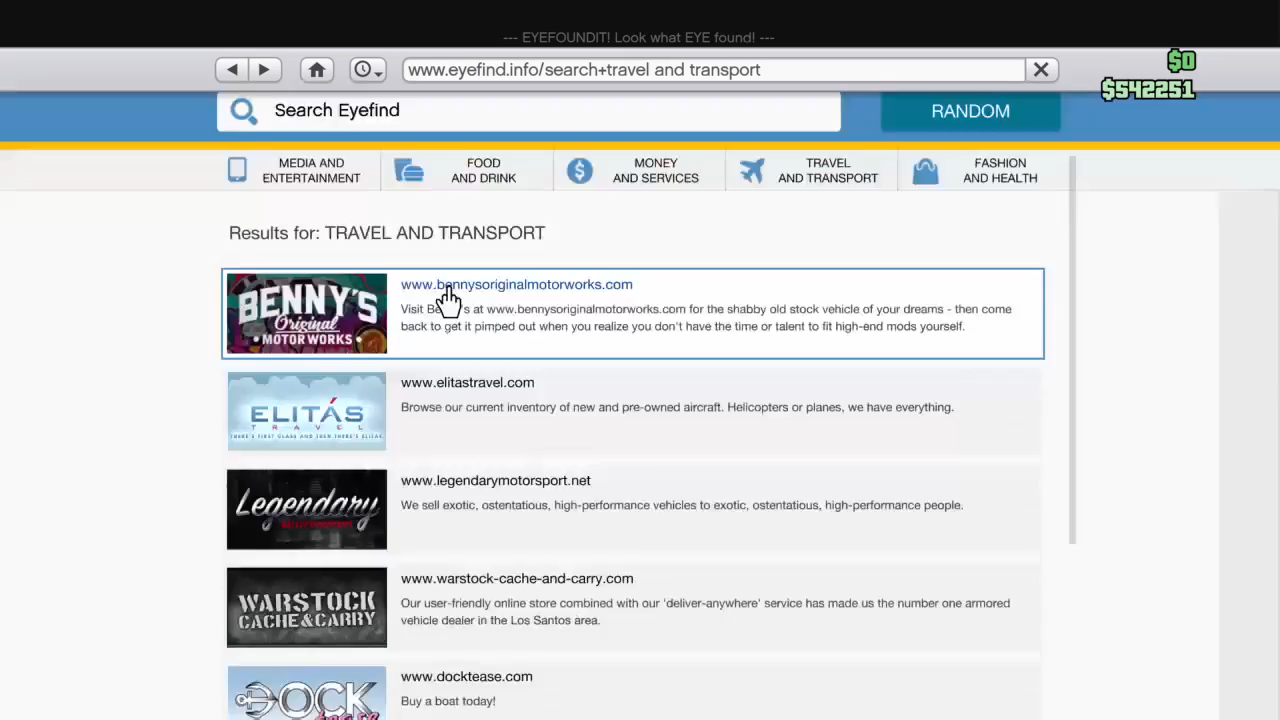 --- EYEFOUNDIT! Look what EYE found! ---
www.eyefind.info/search+travel and transport
$0
$542251
Search Eyefind
RANDOM
MEDIA AND
ENTERTAINMENT
FOOD
AND DRINK
MONEY
AND SERVICES
TRAVEL
AND TRANSPORT
FASHION
AND HEALTH
Results for: TRAVEL AND TRANSPORT
BENNY'S
Original
MOTOR WORKS
www.bennysoriginalmotorworks.com
Visit Be 's at www.bennysoriginalmotorworks.com for the shabby old stock vehicle of your dreams - then come
back to get it pimped out when you realize you don't have the time or talent to fit high-end mods yourself.
ELITÁS
TRAVEL
THERE'S FIRST CLASS AND THEN THERE'S ELITAS
www.elitastravel.com
Browse our current inventory of new and pre-owned aircraft. Helicopters or planes, we have everything.
Legendary
www.legendarymotorsport.net
We sell exotic, ostentatious, high-performance vehicles to exotic, ostentatious, high-performance people.
WARSTOCK
CACHE & CARRY
www.warstock-cache-and-carry.com
Our user-friendly online store combined with our 'deliver-anywhere' service has made us the number one armored
vehicle dealer in the Los Santos area.
DOCK
www.docktease.com
Buy a boat today!